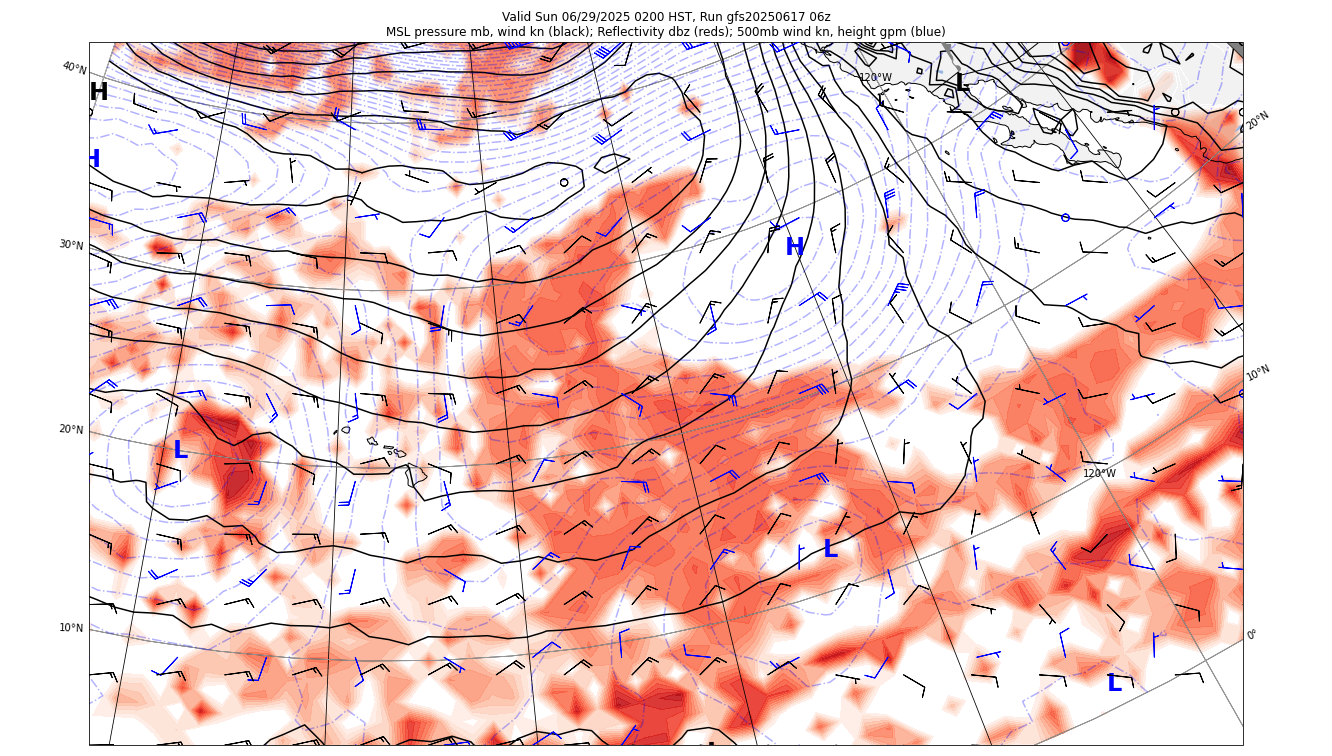 Valid Sun 06/29/2025 0200 HST, Run gfs20250617 06z
MSL pressure mb, wind kn (black); Reflectivity dbz (reds); 500mb wind kn, height gpm (blue)
40°N
H
120°W
L
20°N
H
30°N
H
10°N
20°N
L
120°W
L
10°N
0°
L